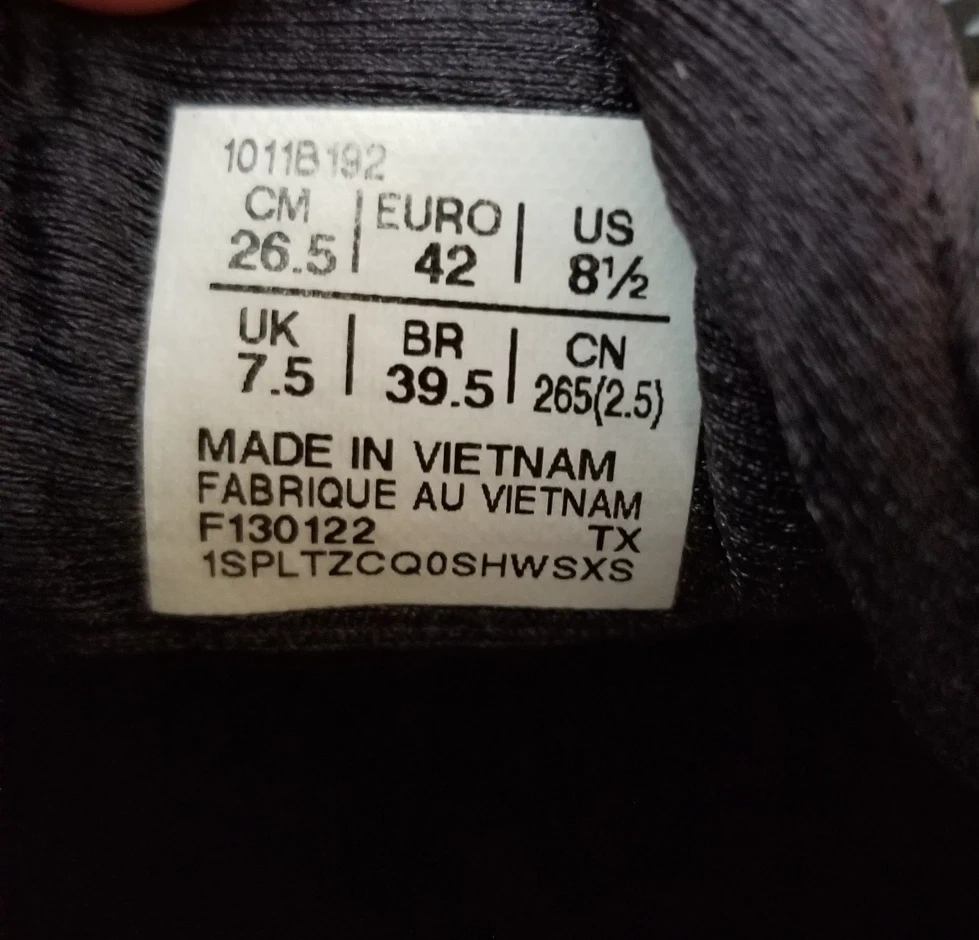 1011B192
CM | EURO | US
26.5 | 42 | 8½
UK | BR | CN
7.5 | 39.5 | 265(2.5)
MADE IN VIETNAM
FABRIQUE AU VIETNAM
F130122 TX
1SPLTZCQ0SHWSXS